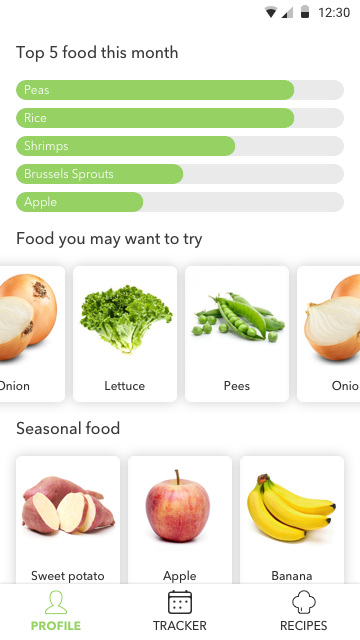 12:30
Top 5 food this month
Peas
Rice
Shrimps
Brussels Sprouts
Apple
Food you may want to try
Onion Lettuce Pees Onio
Seasonal food
Sweet potato Apple Banana
PROFILE TRACKER RECIPES